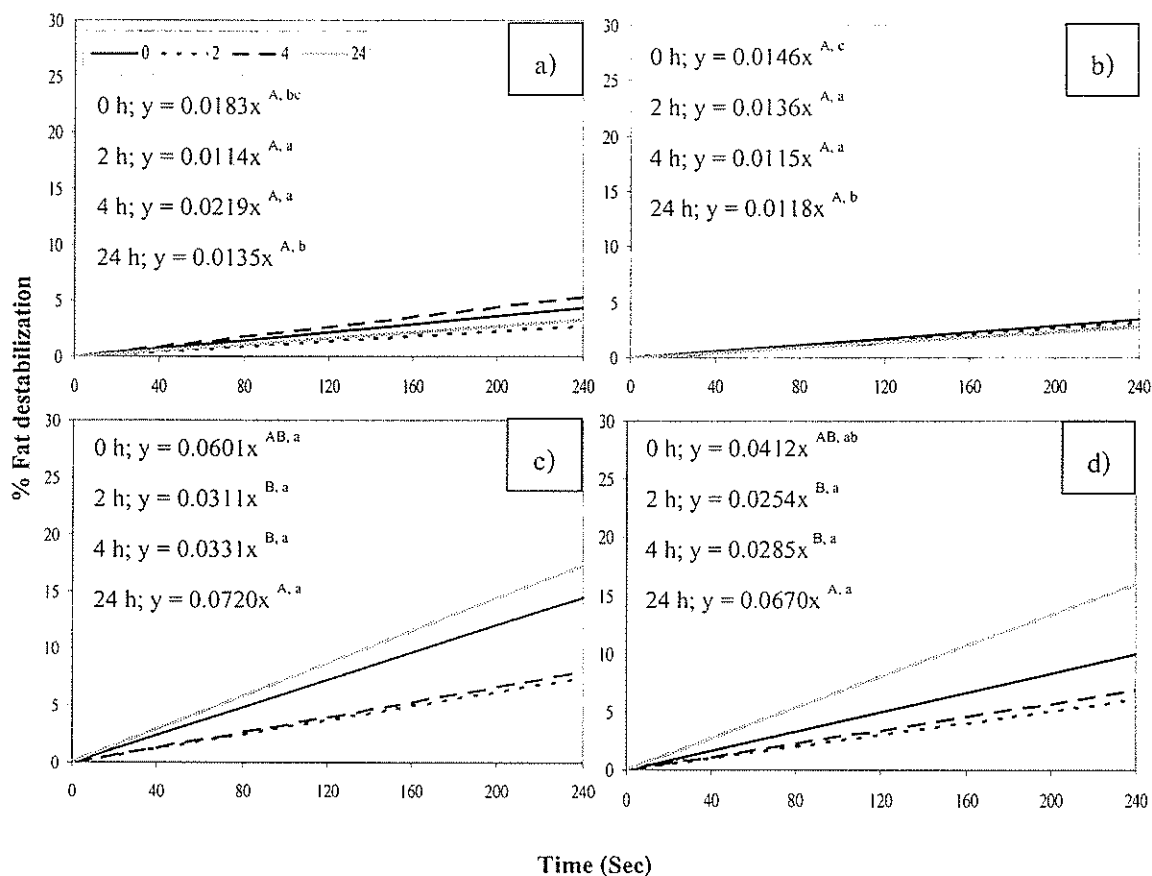 30
25
20
15
10
5
0
0 2 4 24
a)
0 h; y = 0.0183x A, bc
2 h; y = 0.0114x A, a
4 h; y = 0.0219x A, a
24 h; y = 0.0135x A, b
0 40 80 120 160 200 240
30
25
20
15
10
5
0
b)
0 h; y = 0.0146x A, c
2 h; y = 0.0136x A, a
4 h; y = 0.0115x A, a
24 h; y = 0.0118x A, b
0 40 80 120 160 200 240
% Fat destabilization
30
25
20
15
10
5
0
c)
0 h; y = 0.0601x AB, a
2 h; y = 0.0311x B, a
4 h; y = 0.0331x B, a
24 h; y = 0.0720x A, a
0 40 80 120 160 200 240
30
25
20
15
10
5
0
d)
0 h; y = 0.0412x AB, ab
2 h; y = 0.0254x B, a
4 h; y = 0.0285x B, a
24 h; y = 0.0670x A, a
0 40 80 120 160 200 240
Time (Sec)